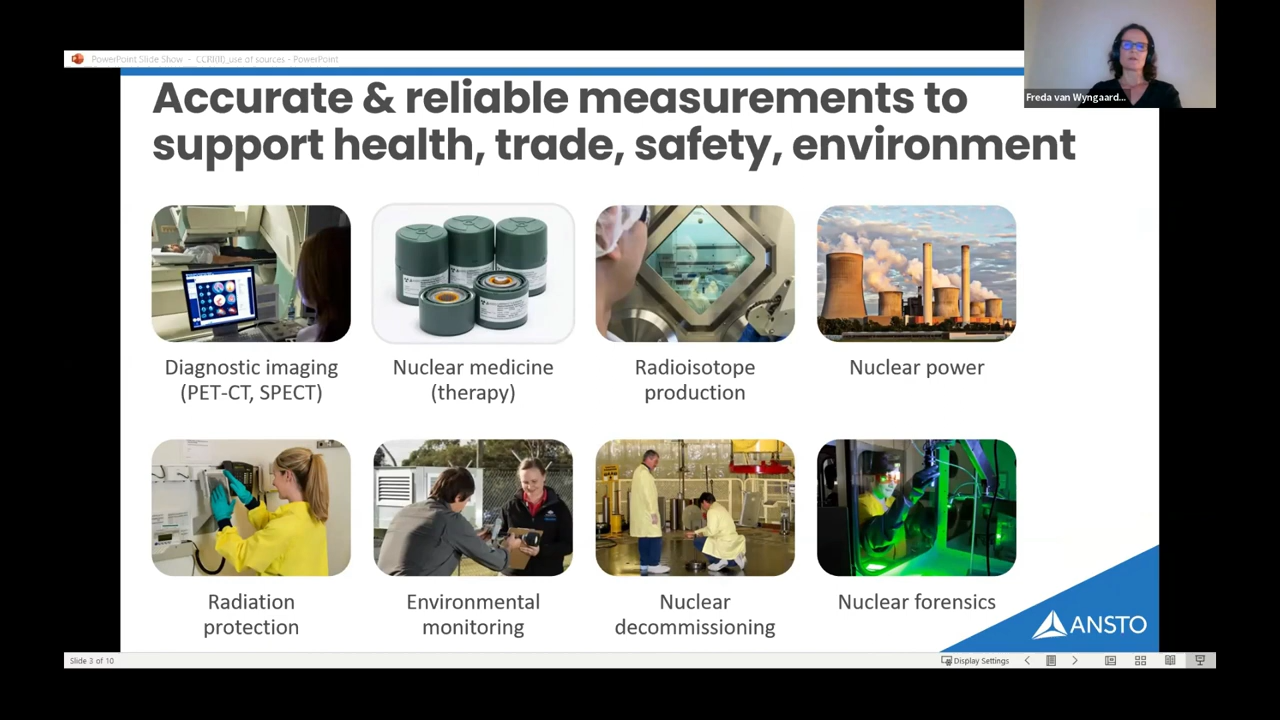 PowerPoint Slide Show - CCRI(II)_use of sources - PowerPoint
Freda van Wyngaard...
Accurate & reliable measurements to
support health, trade, safety, environment
Diagnostic imaging
(PET-CT, SPECT)
Nuclear medicine
(therapy)
Radioisotope
production
Nuclear power
Radiation
protection
Environmental
monitoring
Nuclear
decommissioning
Nuclear forensics
ANSTO
Slide 3 of 10
Display Settings